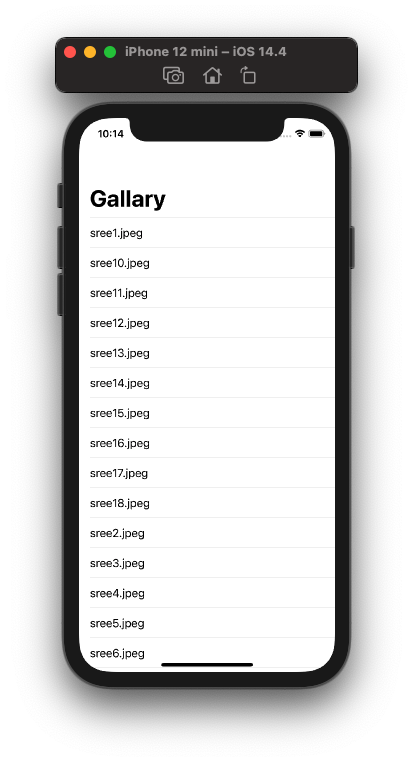 iPhone 12 mini – iOS 14.4
10:14
Gallary
sree1.jpeg
sree10.jpeg
sree11.jpeg
sree12.jpeg
sree13.jpeg
sree14.jpeg
sree15.jpeg
sree16.jpeg
sree17.jpeg
sree18.jpeg
sree2.jpeg
sree3.jpeg
sree4.jpeg
sree5.jpeg
sree6.jpeg